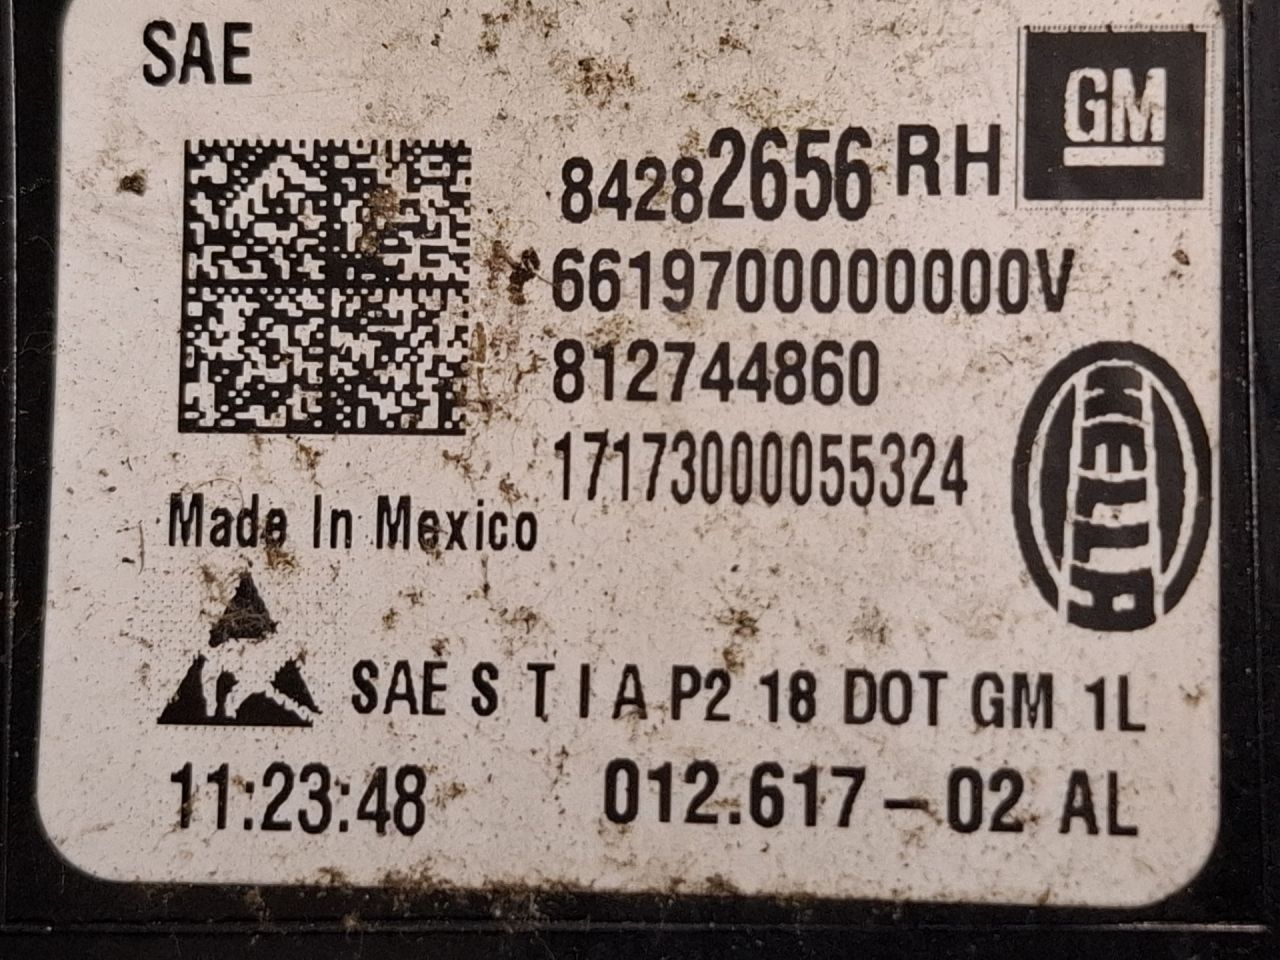 SAE
GM
84282656 RH
6619700000000V
812744860
17173000055324
HELLA
Made In Mexico
SAE S T I A P2 18 DOT GM 1L
11:23:48
012.617-02 AL